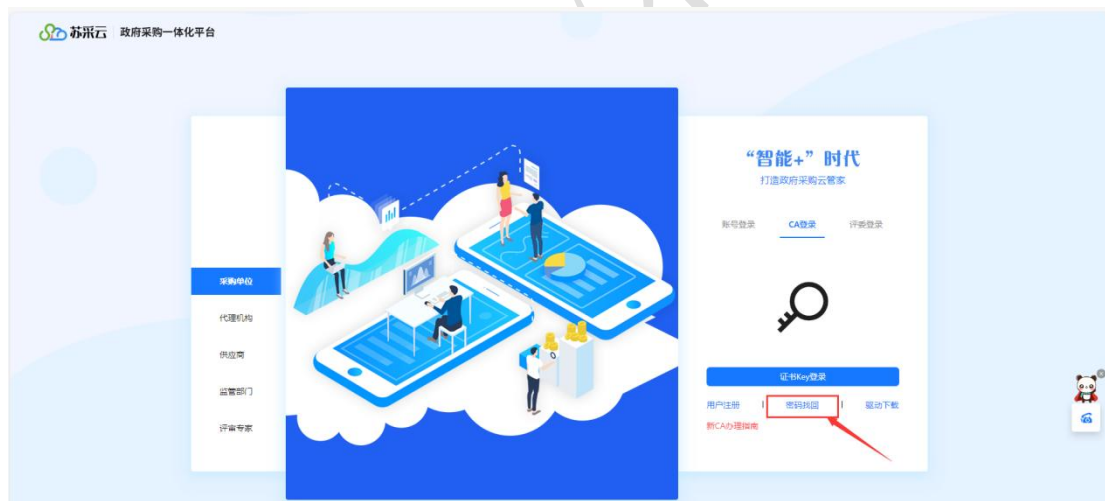 苏采云 政府采购一体化平台
采购单位
代理机构
供应商
监管部门
评审专家
“智能+”时代
打造政府采购云管家
账号登录 CA登录 评委登录
证书Key登录
用户注册 | 密码找回 | 驱动下载
新CA办理指南